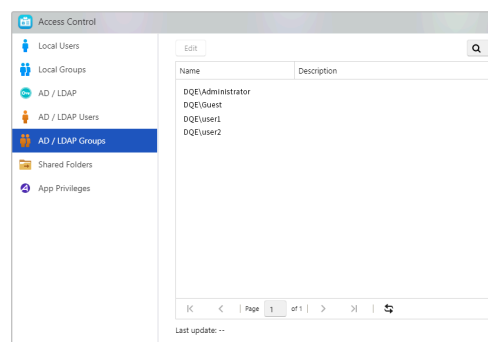 Access Control
Local Users
Local Groups
AD / LDAP
AD / LDAP Users
AD / LDAP Groups
Shared Folders
App Privileges
Edit
Name Description
DQE\Administrator
DQE\Guest
DQE\user1
DQE\user2
Page 1 of 1
Last update: --